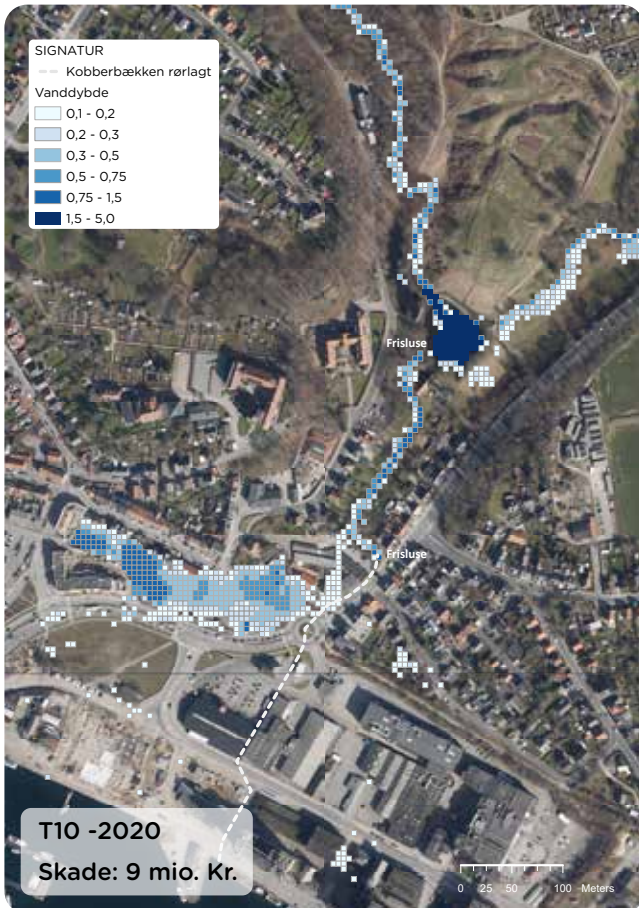 SIGNATUR
Kobberbækken rørlagt
Vanddybde
0,1 - 0,2
0,2 - 0,3
0,3 - 0,5
0,5 - 0,75
0,75 - 1,5
1,5 - 5,0
Frisluse
Frisluse
T10 -2020
Skade: 9 mio. Kr.
0 25 50 100 Meters